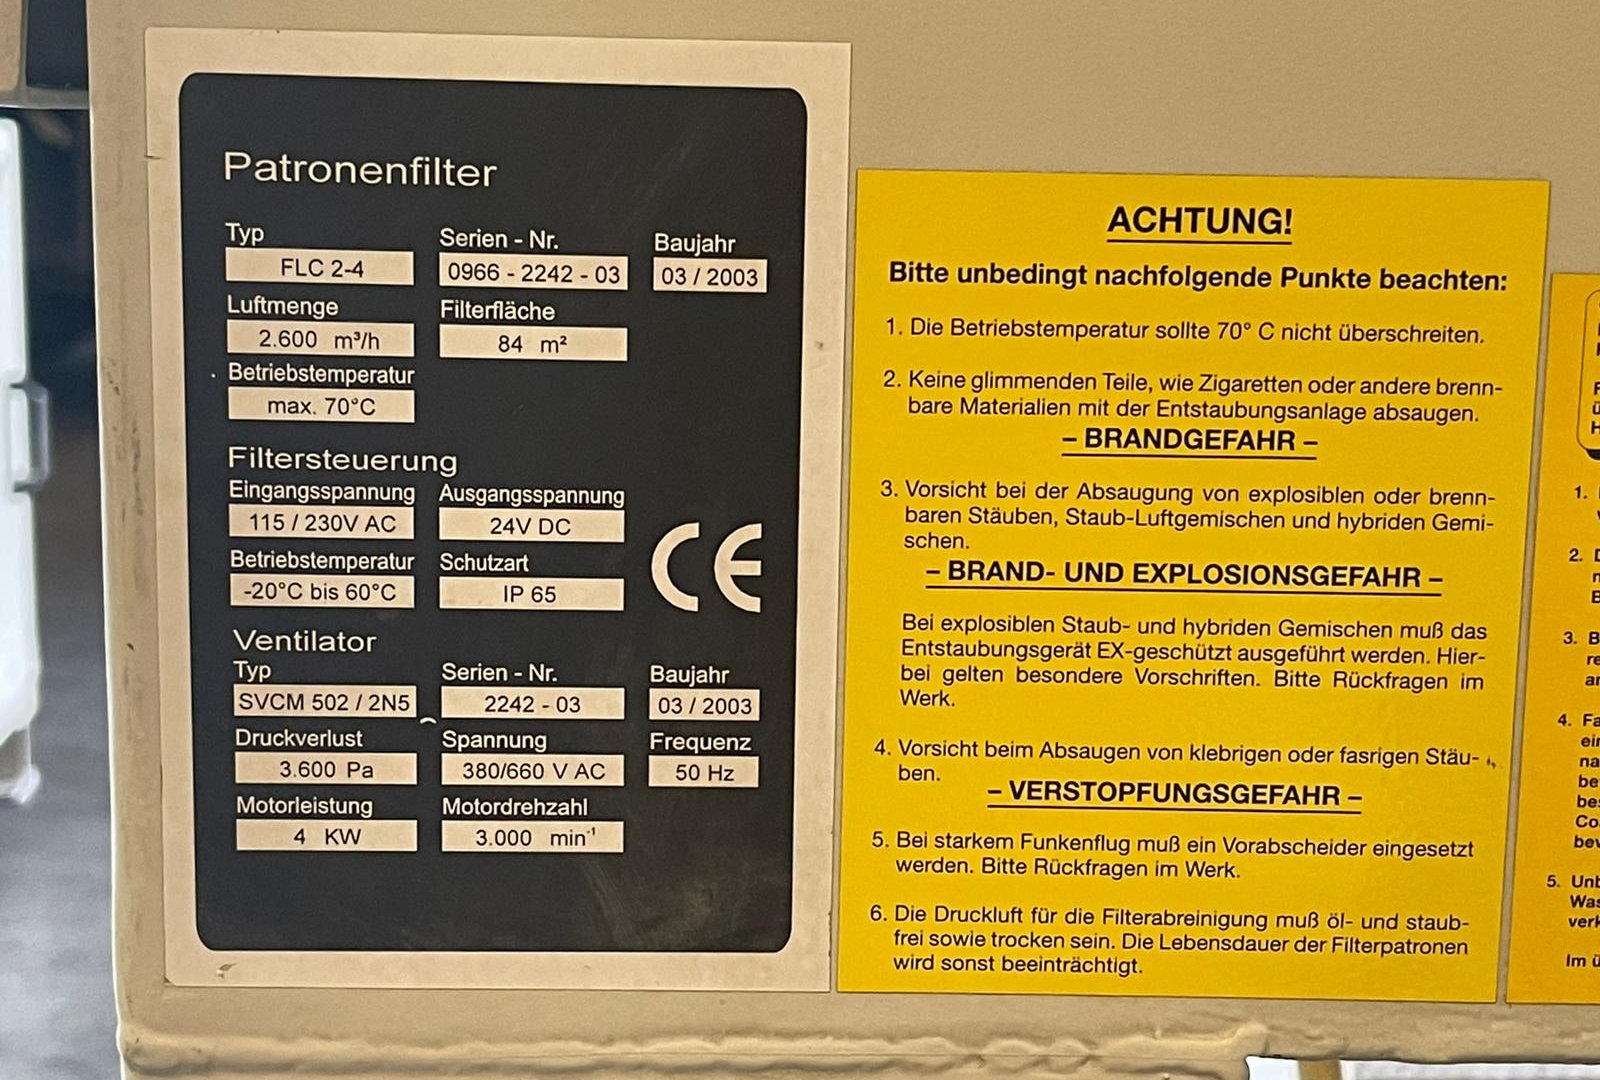 Patronenfilter
Typ Serien - Nr. Baujahr
FLC 2-4 0966 - 2242 - 03 03 / 2003
Luftmenge Filterfläche
2.600 m³/h 84 m²
Betriebstemperatur
max. 70°C
Filtersteuerung
Eingangsspannung Ausgangsspannung
115 / 230V AC 24V DC
Betriebstemperatur Schutzart
-20°C bis 60°C IP 65
CE
Ventilator
Typ Serien - Nr. Baujahr
SVCM 502 / 2N5 2242 - 03 03 / 2003
Druckverlust Spannung Frequenz
3.600 Pa 380/660 V AC 50 Hz
Motorleistung Motordrehzahl
4 KW 3.000 min⁻¹
ACHTUNG!
Bitte unbedingt nachfolgende Punkte beachten:
1. Die Betriebstemperatur sollte 70° C nicht überschreiten.
2. Keine glimmenden Teile, wie Zigaretten oder andere brenn-
bare Materialien mit der Entstaubungsanlage absaugen.
– BRANDGEFAHR –
3. Vorsicht bei der Absaugung von explosiblen oder brenn-
baren Stäuben, Staub-Luftgemischen und hybriden Gemi-
schen.
– BRAND- UND EXPLOSIONSGEFAHR –
Bei explosiblen Staub- und hybriden Gemischen muß das
Entstaubungsgerät EX-geschützt ausgeführt werden. Hier-
bei gelten besondere Vorschriften. Bitte Rückfragen im
Werk.
4. Vorsicht beim Absaugen von klebrigen oder fasrigen Stäu-
ben.
– VERSTOPFUNGSGEFAHR –
5. Bei starkem Funkenflug muß ein Vorabscheider eingesetzt
werden. Bitte Rückfragen im Werk.
6. Die Druckluft für die Filterabreinigung muß öl- und staub-
frei sowie trocken sein. Die Lebensdauer der Filterpatronen
wird sonst beeinträchtigt.
1.
2.
3.
4.
5.
Im